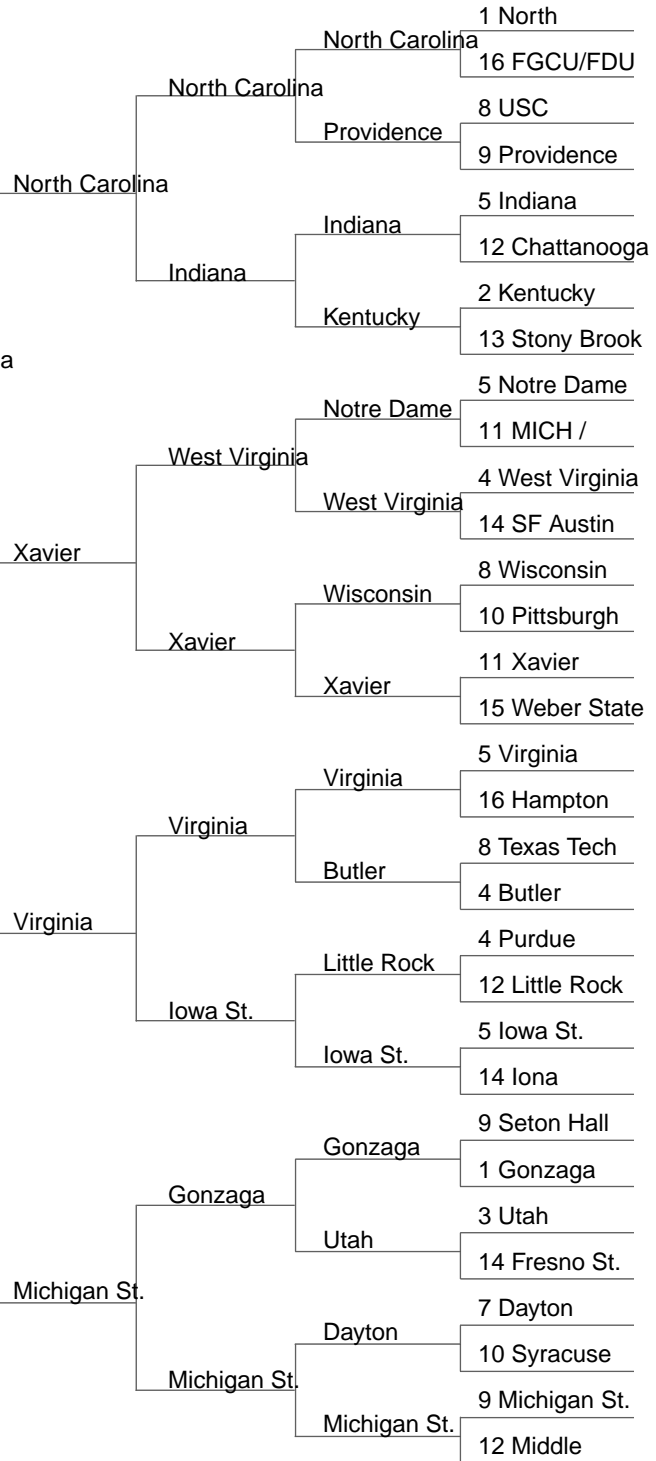 1 North
North Carolina
16 FGCU/FDU
North Carolina
8 USC
Providence
9 Providence
North Carolina
5 Indiana
Indiana
12 Chattanooga
Indiana
2 Kentucky
Kentucky
13 Stony Brook
a
5 Notre Dame
Notre Dame
11 MICH /
West Virginia
4 West Virginia
West Virginia
14 SF Austin
Xavier
8 Wisconsin
Wisconsin
10 Pittsburgh
Xavier
11 Xavier
Xavier
15 Weber State
5 Virginia
Virginia
16 Hampton
Virginia
8 Texas Tech
Butler
4 Butler
Virginia
4 Purdue
Little Rock
12 Little Rock
Iowa St.
5 Iowa St.
Iowa St.
14 Iona
9 Seton Hall
Gonzaga
1 Gonzaga
Gonzaga
3 Utah
Utah
14 Fresno St.
Michigan St.
7 Dayton
Dayton
10 Syracuse
Michigan St.
9 Michigan St.
Michigan St.
12 Middle